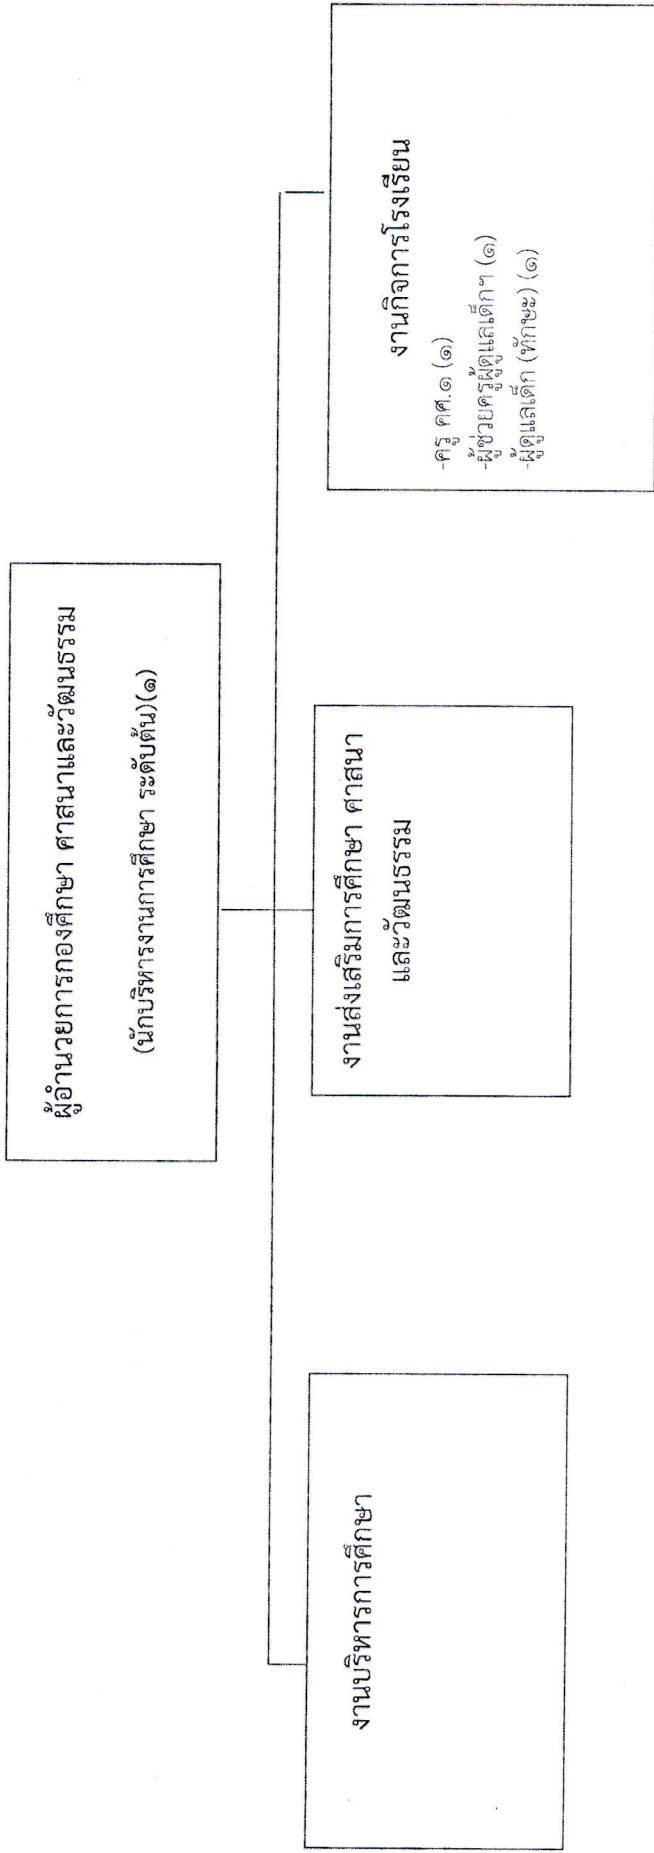 ผู้อำนวยการกองศึกษา ศาสนาและวัฒนธรรม
(นักบริหารงานการศึกษา ระดับต้น)(๑)
งานบริหารการศึกษา
งานส่งเสริมการศึกษา ศาสนา
และวัฒนธรรม
งานกิจการโรงเรียน
-ครู คศ.๑ (๑)
-ผู้ช่วยครูผู้ดูแลเด็กฯ (๑)
-ผู้ดูแลเด็ก (ทักษะ) (๑)